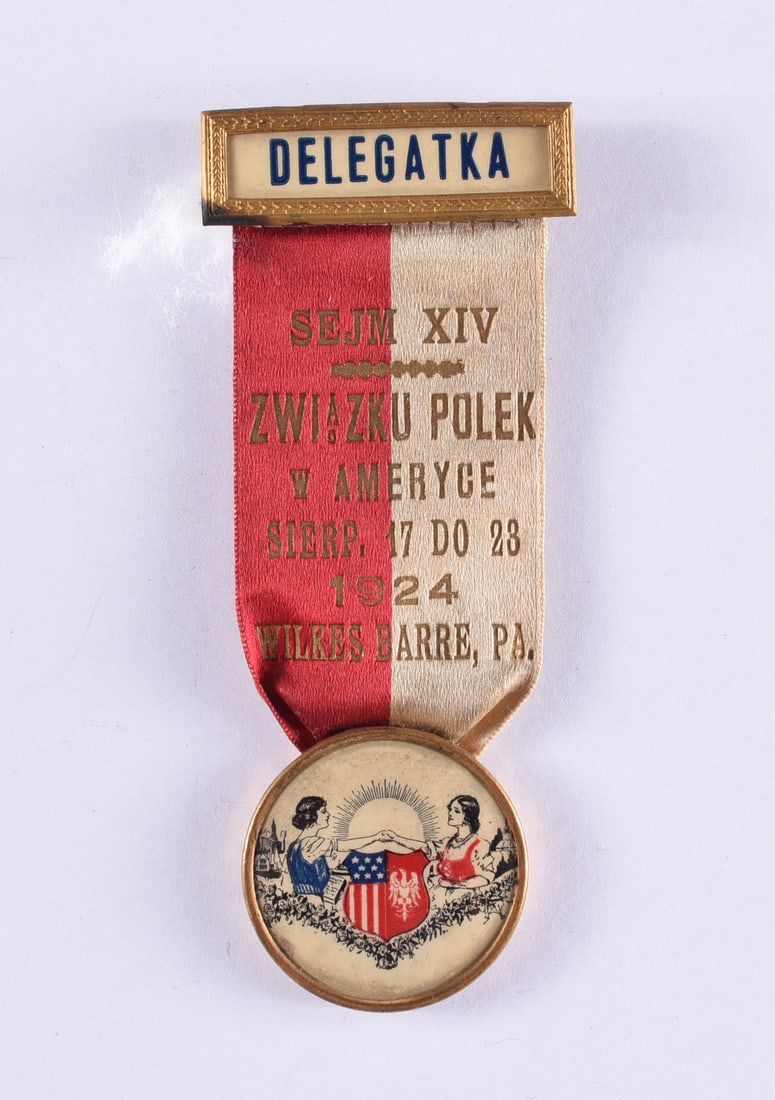 DELEGATKA
SEJM XIV
ZWIĄZKU POLEK
W AMERYCE
SIERP. 17 DO 23
1924
WILKES BARRE, PA.